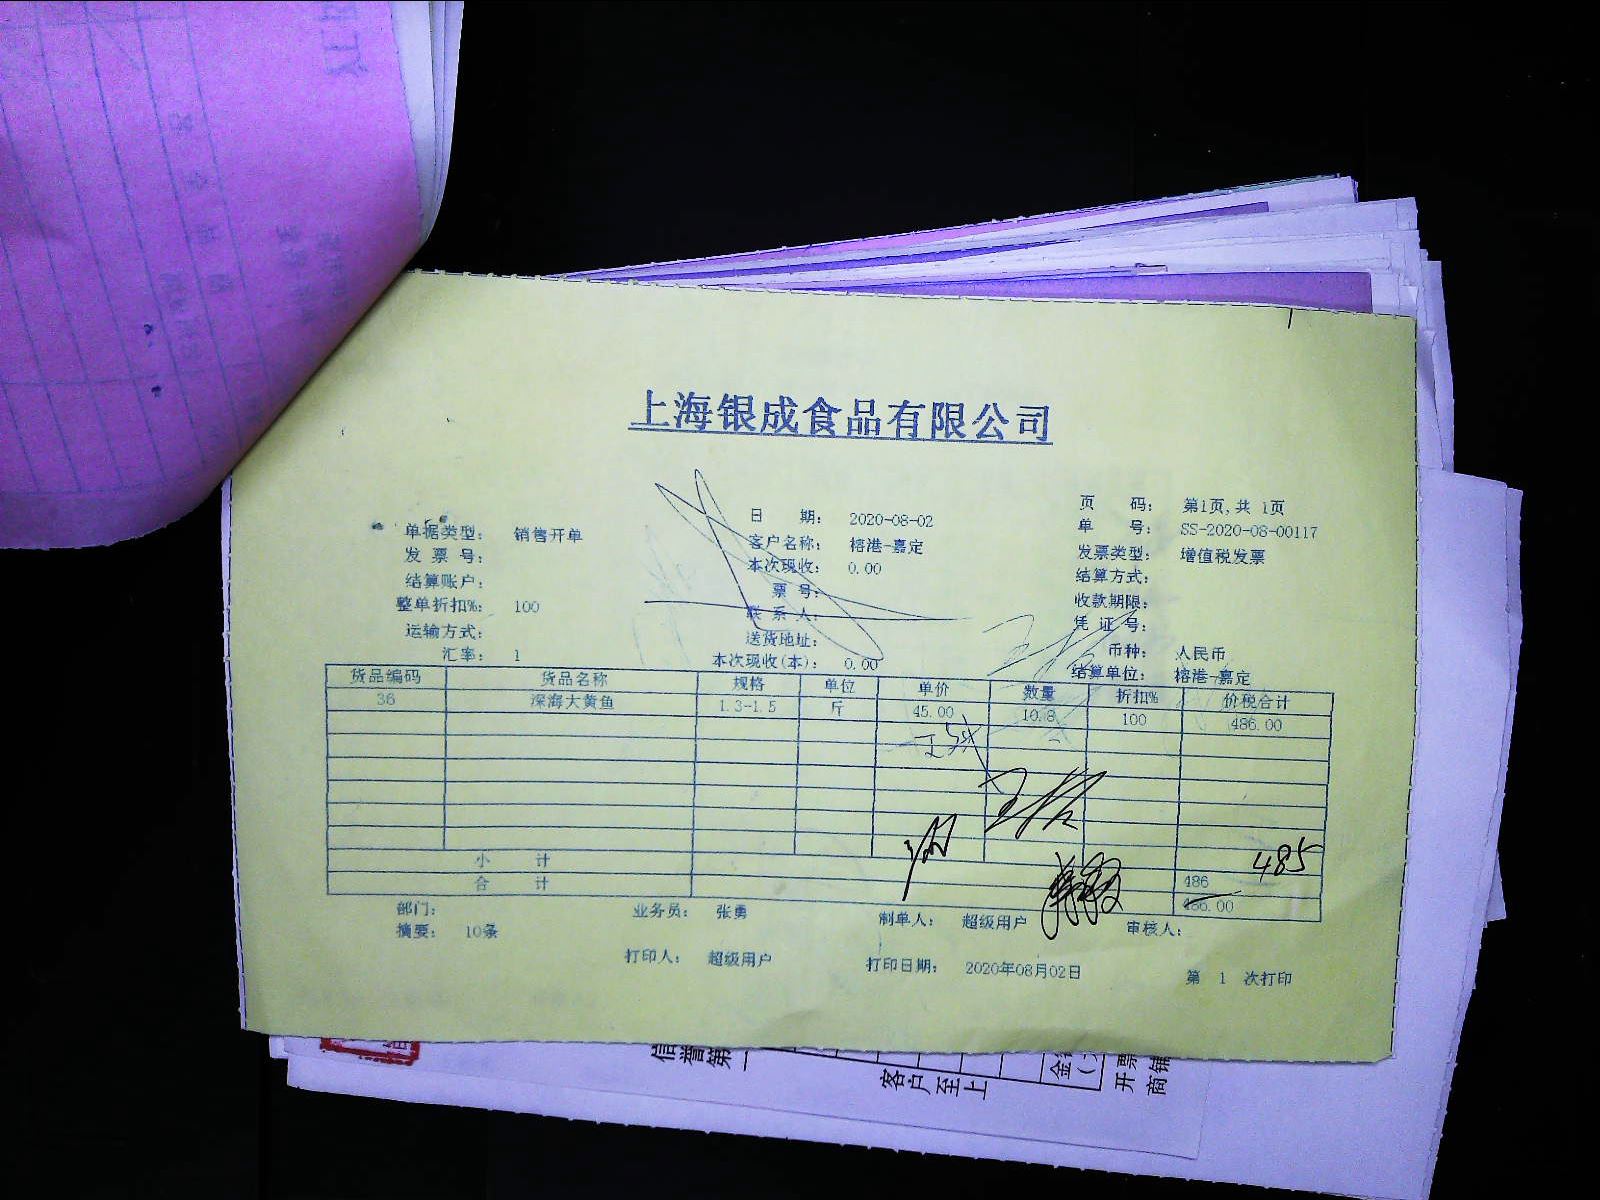 上海银成食品有限公司
单据类型: 销售开单 日 期: 2020-08-02 页 码: 第1页,共 1页
发 票 号: 客户名称: 榕港-嘉定 单 号: SS-2020-08-00117
结算账户: 本次现收: 0.00 发票类型: 增值税发票
整单折扣%: 100 票 号: 结算方式:
运输方式: 联 系 人: 收款期限:
汇率: 1 送货地址: 凭 证 号:
本次现收(本): 0.00 币种: 人民币
结算单位: 榕港-嘉定
货品编码 货品名称 规格 单位 单价 数量 折扣% 价税合计
36 深海大黄鱼 1.3-1.5 斤 45.00 10.8 100 486.00
485
小 计 486
合 计 486.00
部门: 业务员: 张勇 制单人: 超级用户 审核人:
摘要: 10条
打印人: 超级用户 打印日期: 2020年08月02日 第 1 次打印
客户至上